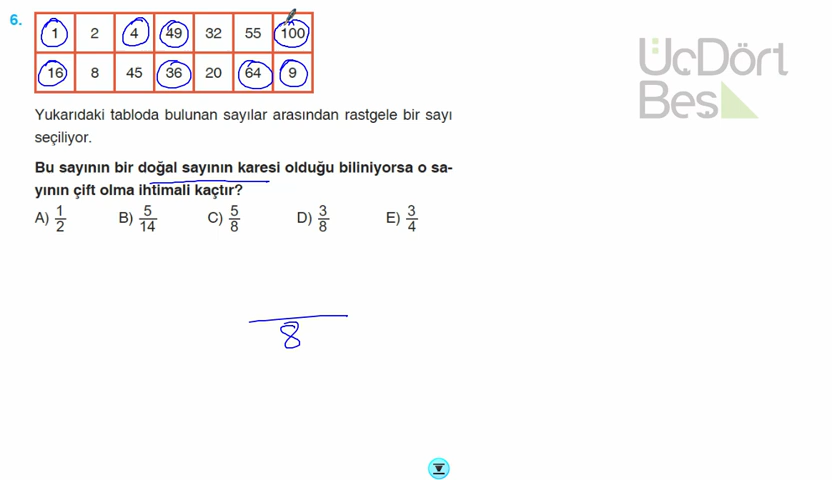 6.
1 2 4 49 32 55 100
16 8 45 36 20 64 9
Yukarıdaki tabloda bulunan sayılar arasından rastgele bir sayı
seçiliyor.
Bu sayının bir doğal sayının karesi olduğu biliniyorsa o sa-
yının çift olma ihtimali kaçtır?
A) 1/2 B) 5/14 C) 5/8 D) 3/8 E) 3/4
8
ÜçDört
Beş